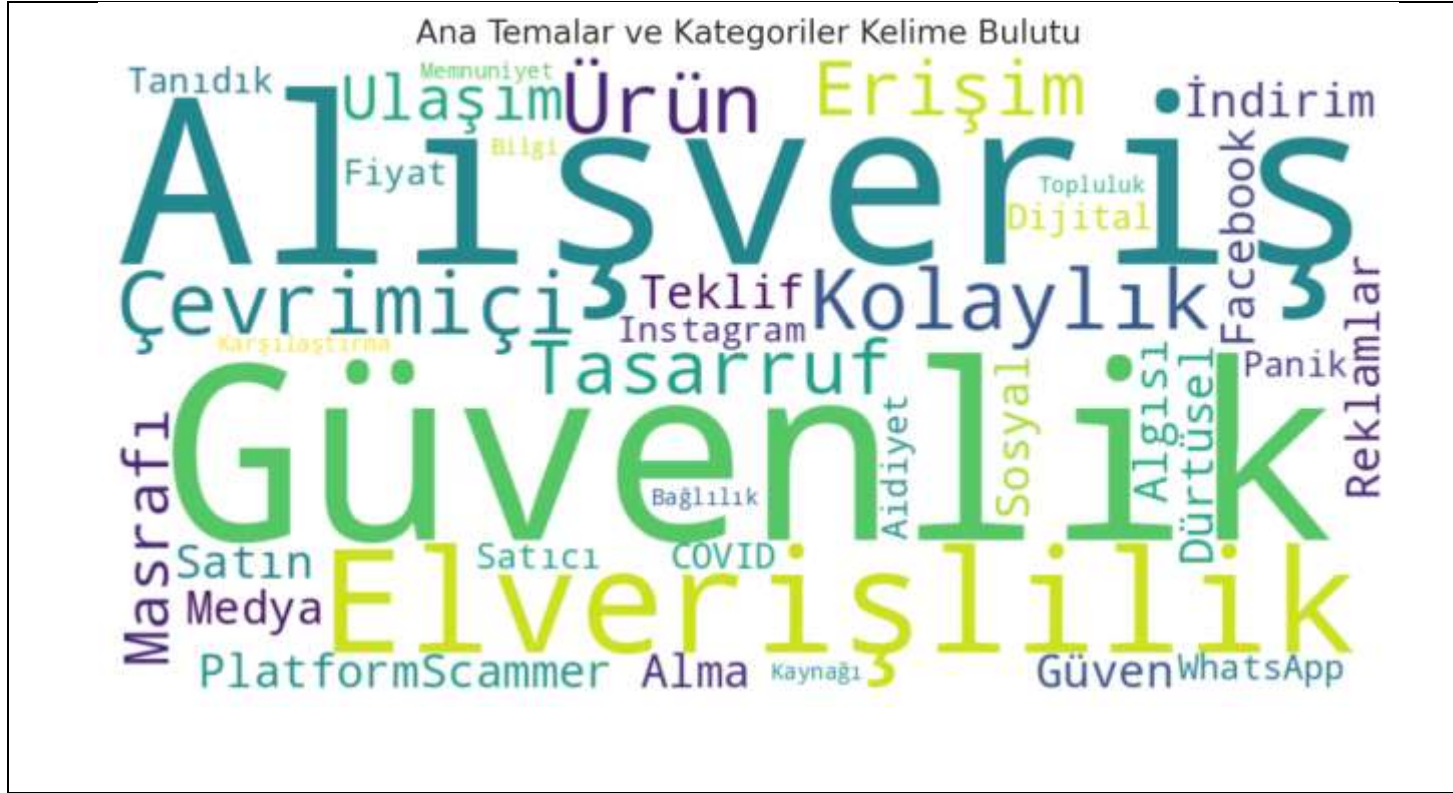 Ana Temalar ve Kategoriler Kelime Bulutu
Tanıdık
Ulaşım
Memnuniyet
Ürün
Erişim
İndirim
Alışveriş
Bilgi
Fiyat
Topluluk
Dijital
Facebook
Çevrimiçi
Teklif
Kolaylık
Instagram
Karşılaştırma
Tasarruf
Panik
Reklamlar
Güvenlik
Sosyal
Algısı
Dürtüsel
Aidiyet
Bağlılık
Masrafı
Satın
Satıcı
COVID
Elverişlilik
Medya
Platform
Scammer
Alma
Kaynağı
Güven
WhatsApp